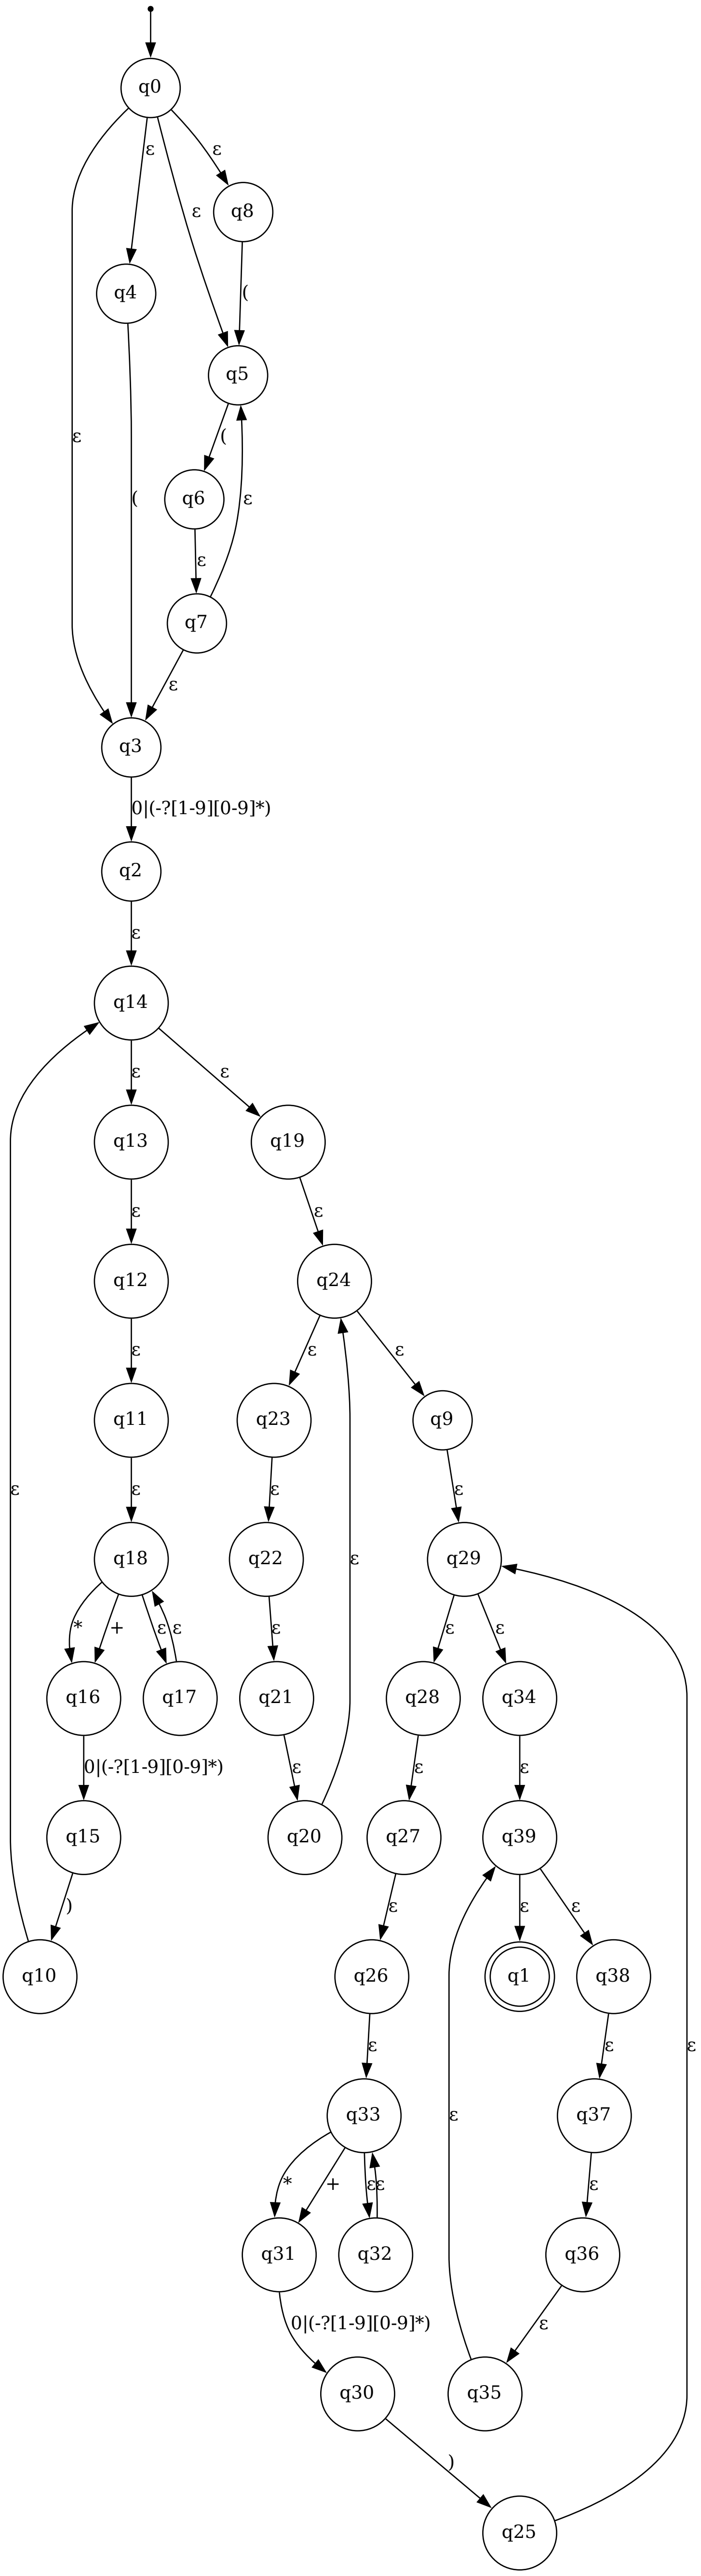 q0
ε
ε
q8
ε
q4
(
q5
ε
(
(
q6
ε
ε
q7
ε
q3
0|(-?[1-9][0-9]*)
q2
ε
q14
ε
ε
q13
q19
ε
ε
q12
q24
ε
ε
ε
q11
q23
q9
ε
ε
ε
ε
q18
q22
ε
q29
*
+
ε
ε
ε
ε
ε
q16
q17
q21
q28
q34
0|(-?[1-9][0-9]*)
ε
ε
ε
q15
q20
q27
q39
)
ε
ε
ε
q10
q26
q1
q38
ε
ε
ε
q33
ε
q37
*
+
ε
ε
ε
q31
q32
q36
0|(-?[1-9][0-9]*)
ε
q30
q35
)
q25